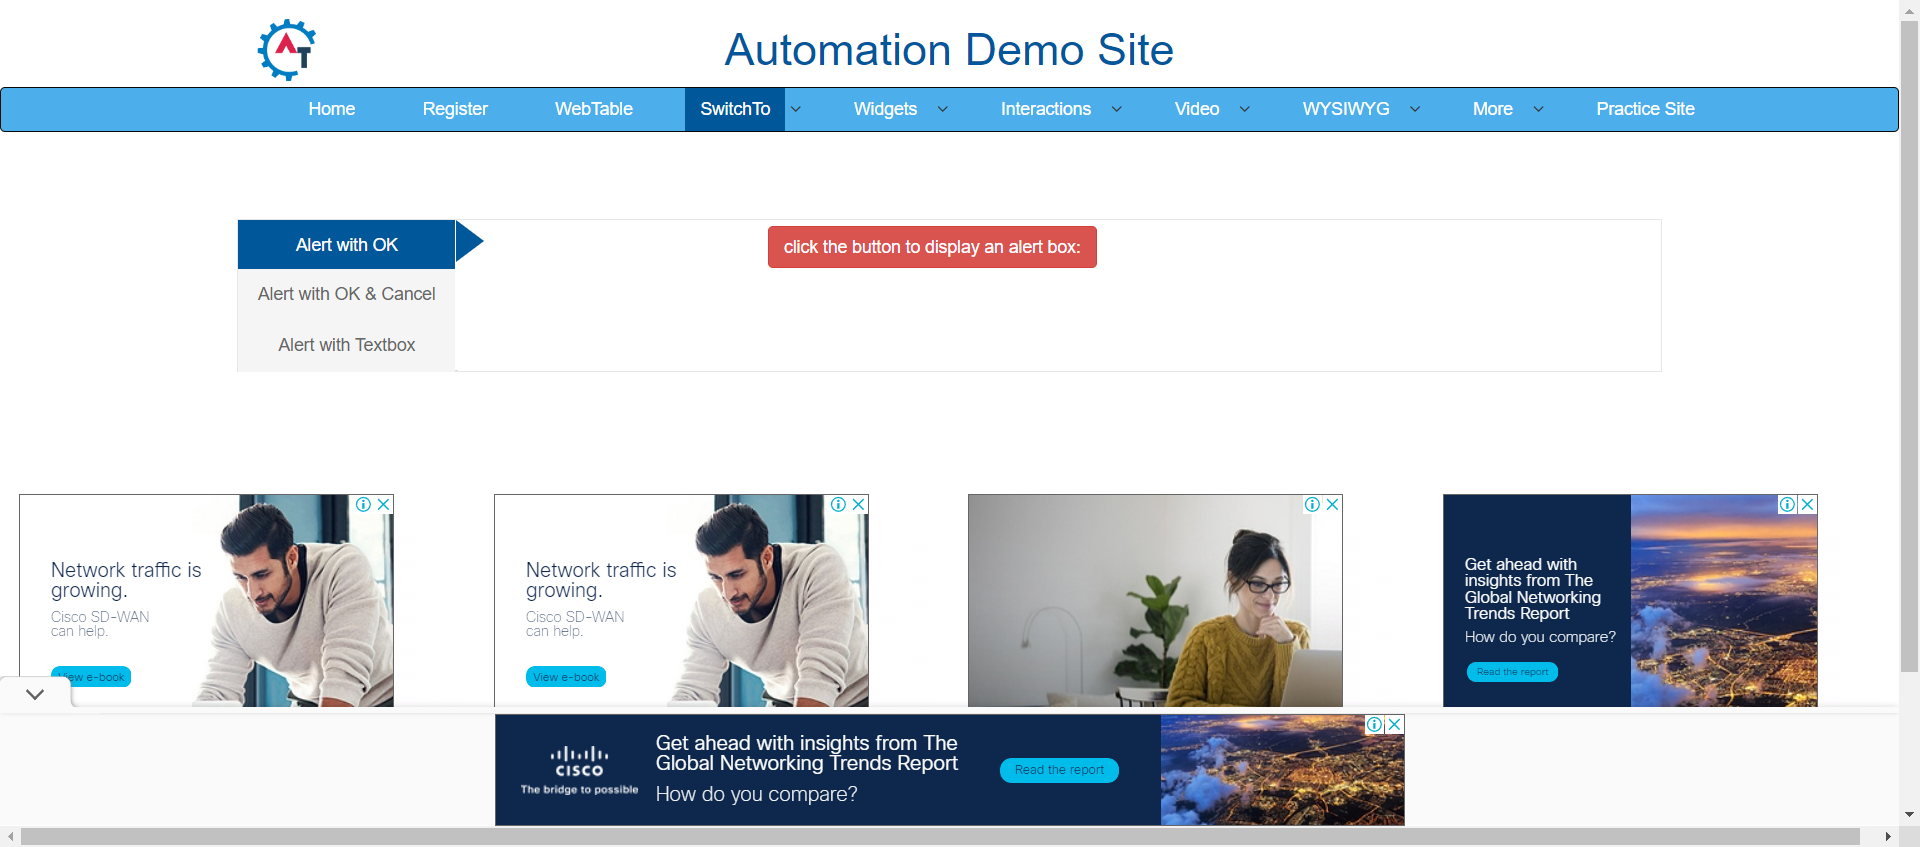 AT
Automation Demo Site
Home Register WebTable SwitchTo Widgets Interactions Video WYSIWYG More Practice Site
Alert with OK
click the button to display an alert box:
Alert with OK & Cancel
Alert with Textbox
Network traffic is
growing.
Cisco SD-WAN
can help.
View e-book
Network traffic is
growing.
Cisco SD-WAN
can help.
View e-book
Get ahead with
insights from The
Global Networking
Trends Report
How do you compare?
Read the report
CISCO
The bridge to possible
Get ahead with insights from The
Global Networking Trends Report
How do you compare?
Read the report